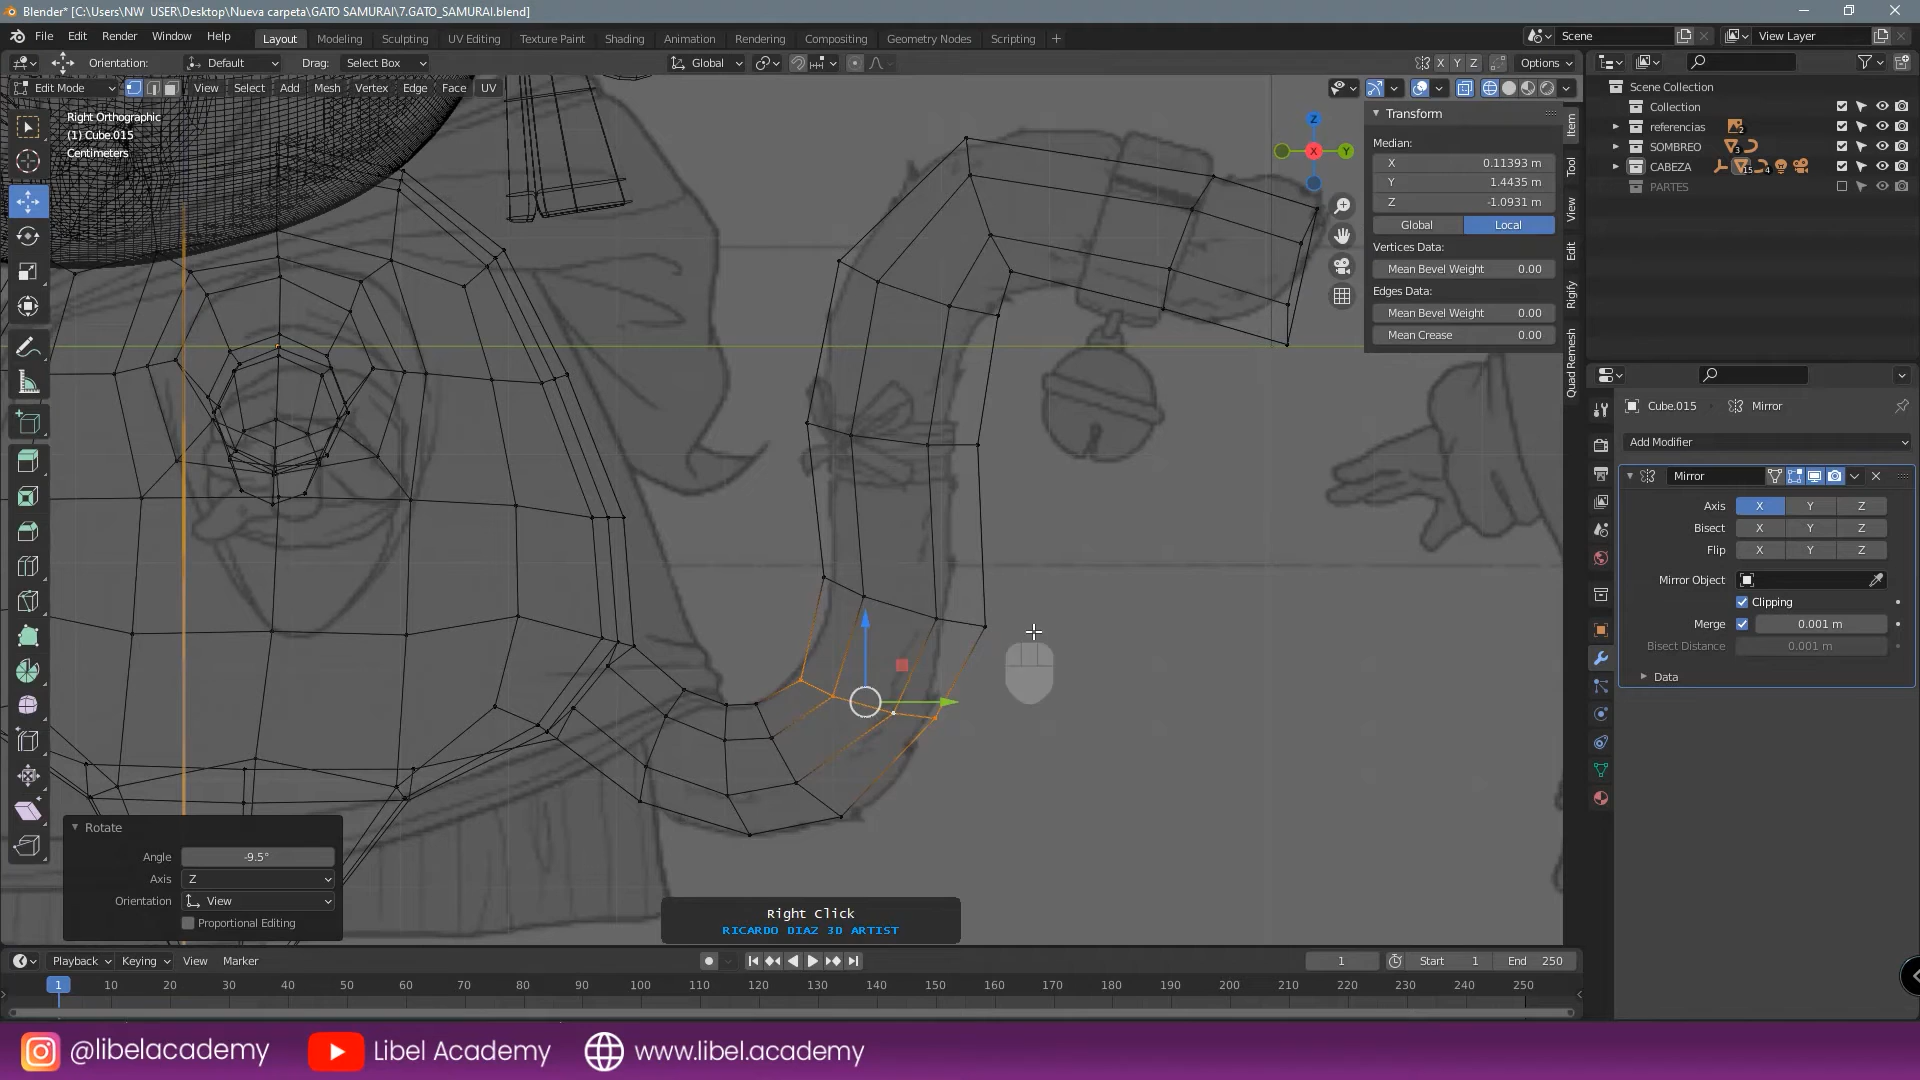 Blender* [C:\Users\NW_USER\Desktop\Nueva carpeta\GATO SAMURAI\7.GATO_SAMURAI.blend]
File Edit Render Window Help Layout Modeling Sculpting UV Editing Texture Paint Shading Animation Rendering Compositing Geometry Nodes Scripting + Scene View Layer
Orientation: Default Drag: Select Box Global X Y Z Options
Edit Mode View Select Add Mesh Vertex Edge Face UV
Right Orthographic
(1) Cube.015
Centimeters
Z
X
Y
Transform
Median:
X 0.11393 m
Y 1.4435 m
Z -1.0931 m
Global Local
Vertices Data:
Mean Bevel Weight 0.00
Edges Data:
Mean Bevel Weight 0.00
Mean Crease 0.00
Item
Tool
View
Edit
Rigify
Quad Remesh
Scene Collection
Collection
referencias 2
SOMBREO 3
CABEZA 15 4
PARTES
Cube.015 Mirror
Add Modifier
Mirror
Axis X Y Z
Bisect X Y Z
Flip X Y Z
Mirror Object
Clipping
Merge 0.001 m
Bisect Distance 0.001 m
Data
Rotate
Angle -9.5°
Axis Z
Orientation View
Proportional Editing
Right Click
RICARDO DIAZ 3D ARTIST
Playback Keying View Marker 1 Start 1 End 250
1 10 20 30 40 50 60 70 80 90 100 110 120 130 140 150 160 170 180 190 200 210 220 230 240 250
@libelacademy Libel Academy www.libel.academy